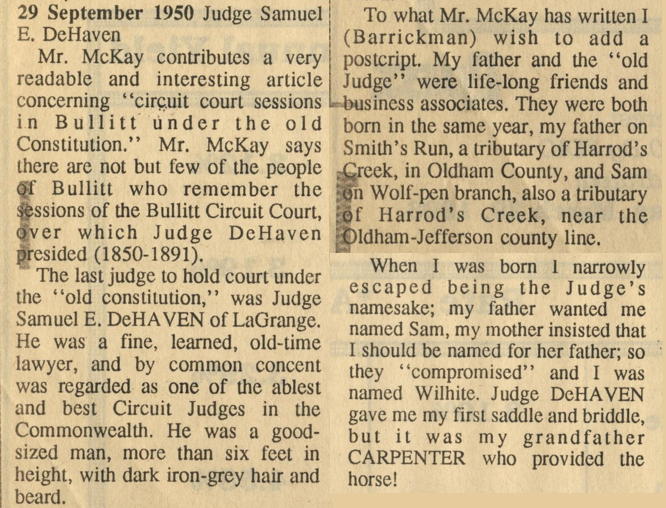 29 September 1950 Judge Samuel
E. DeHaven
Mr. McKay contributes a very
readable and interesting article
concerning "circuit court sessions
in Bullitt under the old
Constitution." Mr. McKay says
there are not but few of the people
of Bullitt who remember the
sessions of the Bullitt Circuit Court,
over which Judge DeHaven
presided (1850-1891).
The last judge to hold court under
the "old constitution," was Judge
Samuel E. DeHAVEN of LaGrange.
He was a fine, learned, old-time
lawyer, and by common concent
was regarded as one of the ablest
and best Circuit Judges in the
Commonwealth. He was a good-
sized man, more than six feet in
height, with dark iron-grey hair and
beard.
To what Mr. McKay has written I
(Barrickman) wish to add a
postcript. My father and the "old
Judge" were life-long friends and
business associates. They were both
born in the same year, my father on
Smith's Run, a tributary of Harrod's
Creek, in Oldham County, and Sam
on Wolf-pen branch, also a tributary
of Harrod's Creek, near the
Oldham-Jefferson county line.
When I was born I narrowly
escaped being the Judge's
namesake; my father wanted me
named Sam, my mother insisted that
I should be named for her father; so
they "compromised" and I was
named Wilhite. Judge DeHAVEN
gave me my first saddle and briddle,
but it was my grandfather
CARPENTER who provided the
horse!